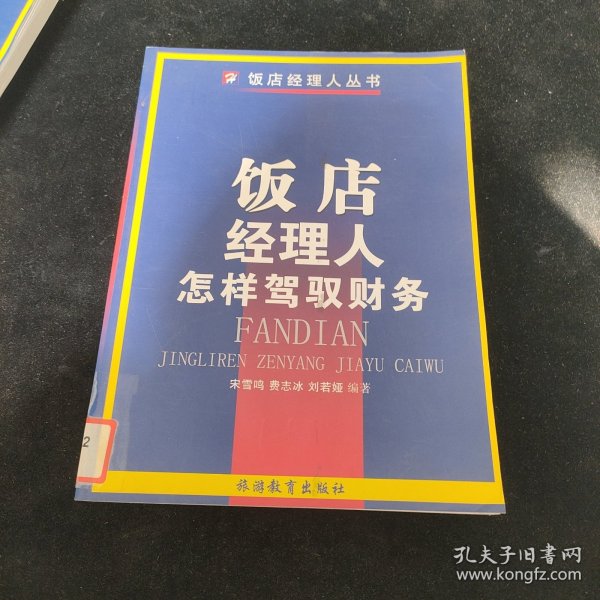 饭店经理人丛书
饭店
经理人
怎样驾驭财务
FANDIAN
JINGLIREN ZENYANG JIAYU CAIWU
宋雪鸣 费志冰 刘若娅 编著
2
旅游教育出版社
孔夫子旧书网
www.kongfz.com